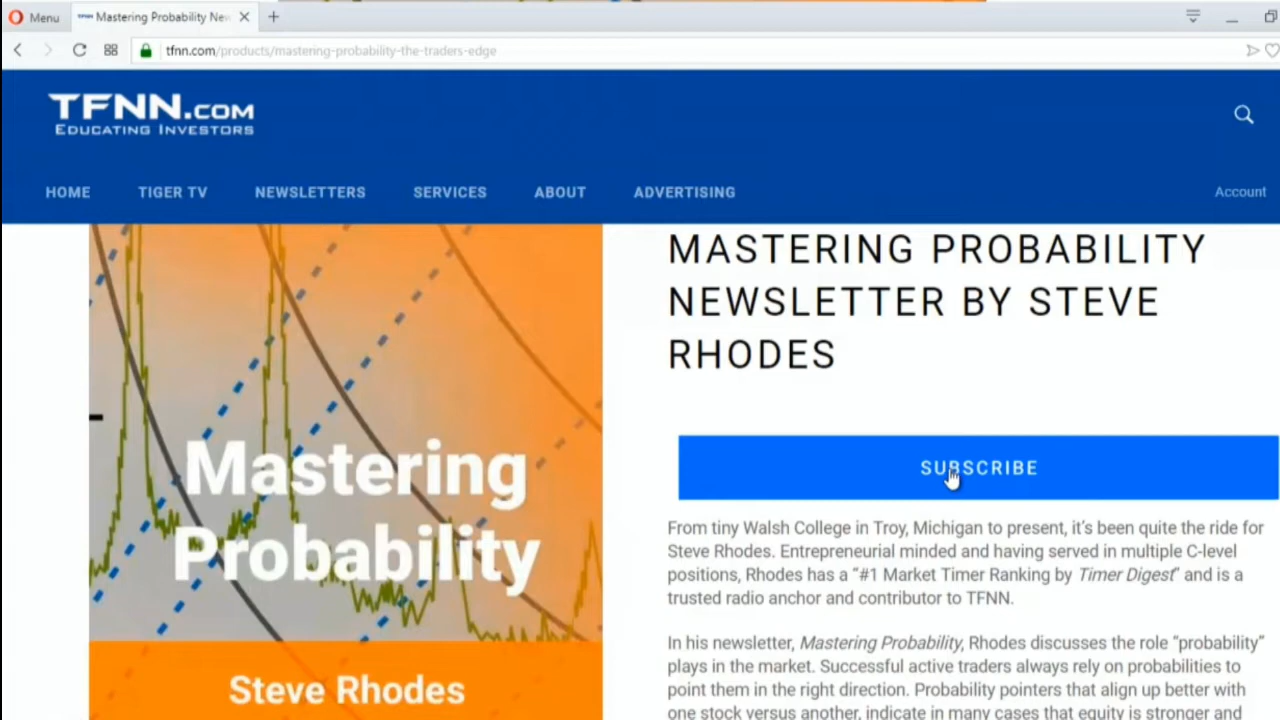 Menu
Mastering Probability New
tfnn.com/products/mastering-probability-the-traders-edge
TFNN.COM
EDUCATING INVESTORS
HOME TIGER TV NEWSLETTERS SERVICES ABOUT ADVERTISING Account
Mastering
Probability
Steve Rhodes
MASTERING PROBABILITY
NEWSLETTER BY STEVE
RHODES
SUBSCRIBE
From tiny Walsh College in Troy, Michigan to present, it's been quite the ride for
Steve Rhodes. Entrepreneurial minded and having served in multiple C-level
positions, Rhodes has a “#1 Market Timer Ranking by Timer Digest” and is a
trusted radio anchor and contributor to TFNN.
In his newsletter, Mastering Probability, Rhodes discusses the role “probability”
plays in the market. Successful active traders always rely on probabilities to
point them in the right direction. Probability pointers that align up better with
one stock versus another, indicate in many cases that equity is stronger and